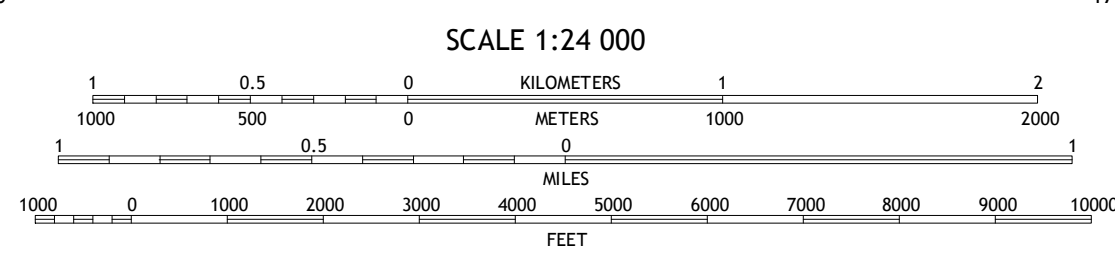 SCALE 1:24 000
1 0.5 0 KILOMETERS 1 2
1000 500 0 METERS 1000 2000
1 0.5 0 1
MILES
1000 0 1000 2000 3000 4000 5000 6000 7000 8000 9000 10000
FEET